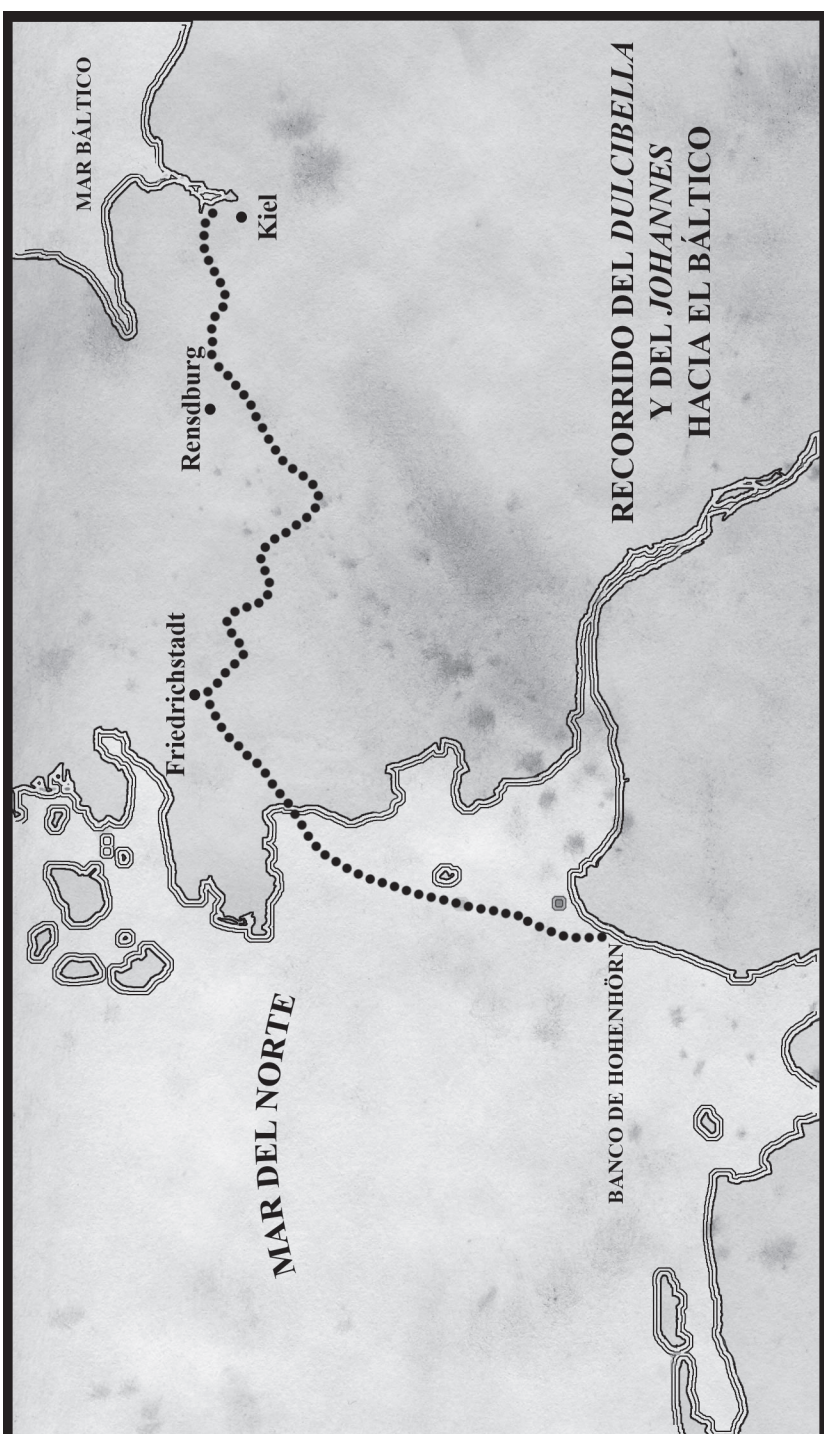 RECORRIDO DEL DULCIBELLA
Y DEL JOHANNES
HACIA EL BÁLTICO
MAR BÁLTICO
Kiel
Rensdburg
Friedrichstadt
MAR DEL NORTE
BANCO DE HOHENHÖRN